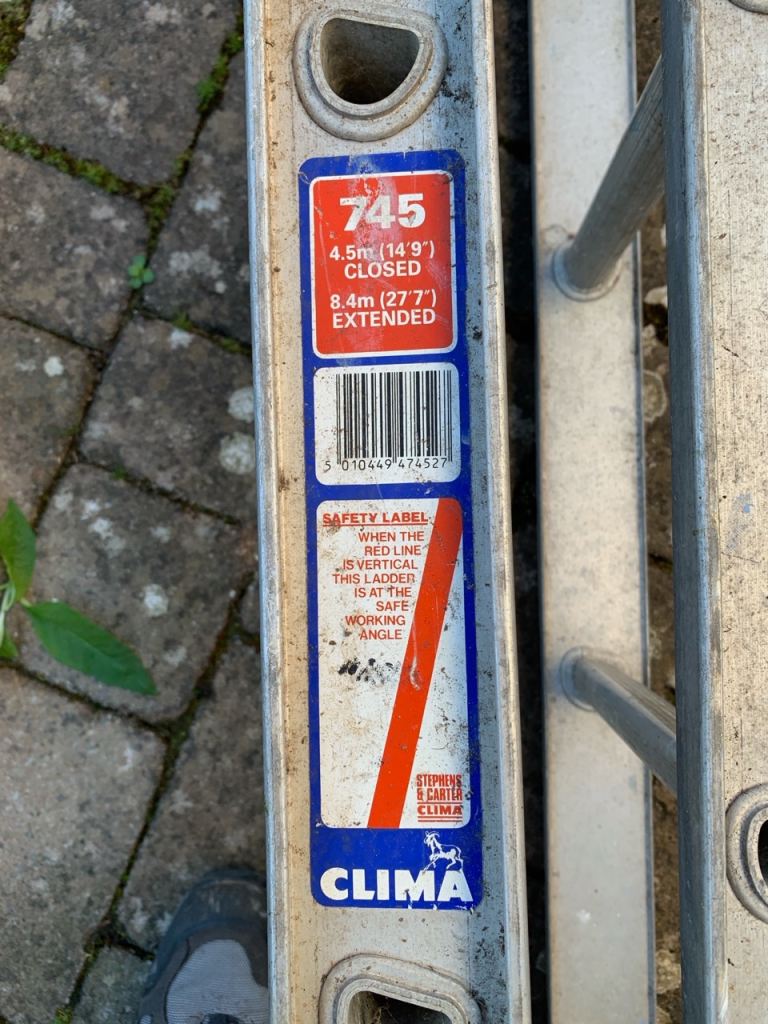 745
4.5m (14'9")
CLOSED
8.4m (27'7")
EXTENDED
5 010449 474527
SAFETY LABEL
WHEN THE
RED LINE
IS VERTICAL
THIS LADDER
IS AT THE
SAFE
WORKING
ANGLE
STEPHENS
& CARTER
CLIMA
CLIMA